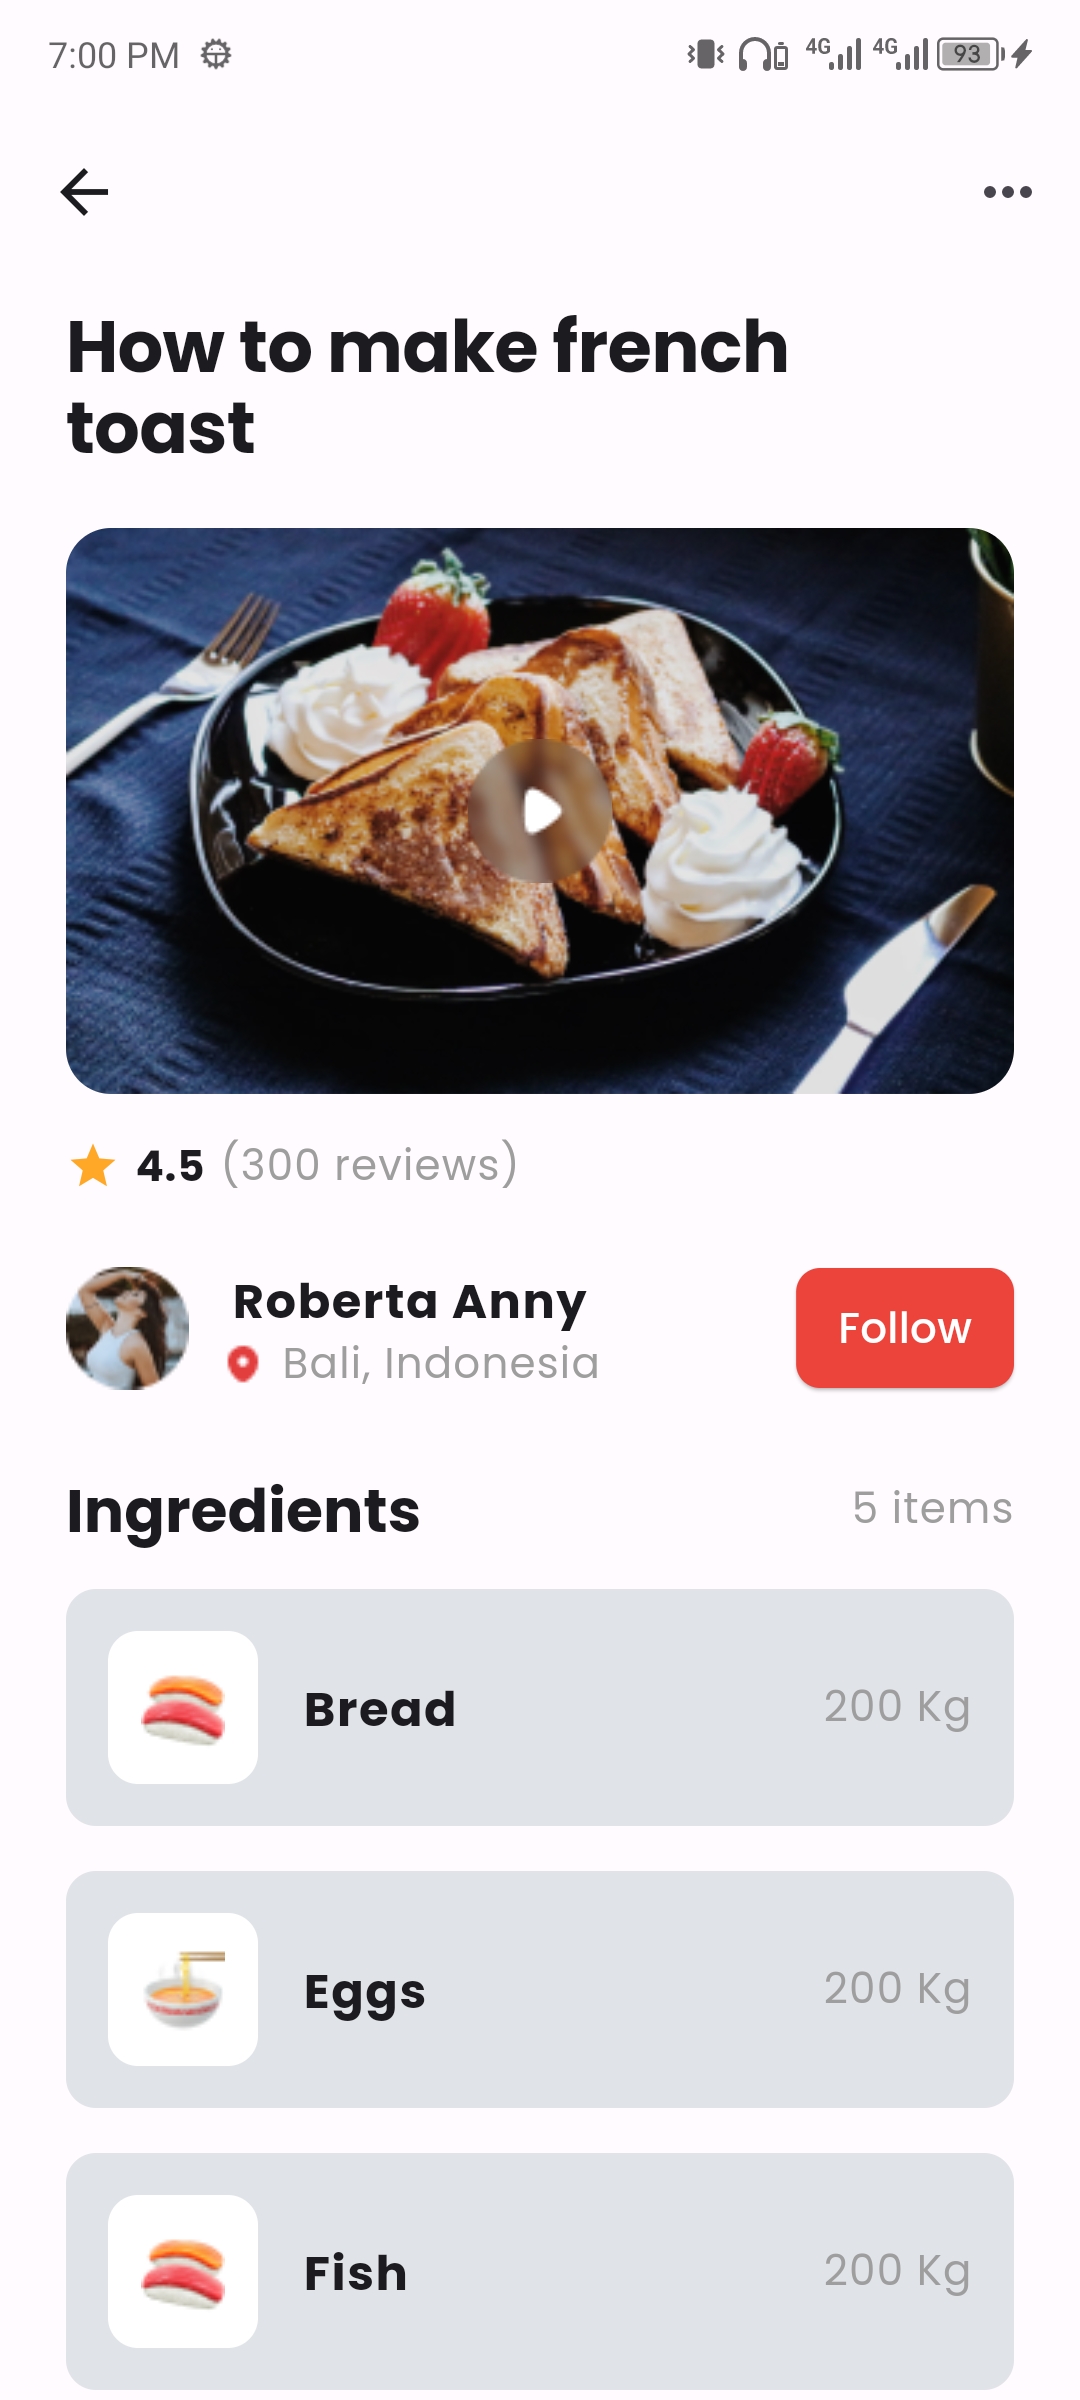 7:00 PM
4G 4G 93
How to make french
toast
4.5 (300 reviews)
Roberta Anny
Bali, Indonesia
Follow
Ingredients
5 items
Bread
200 Kg
Eggs
200 Kg
Fish
200 Kg